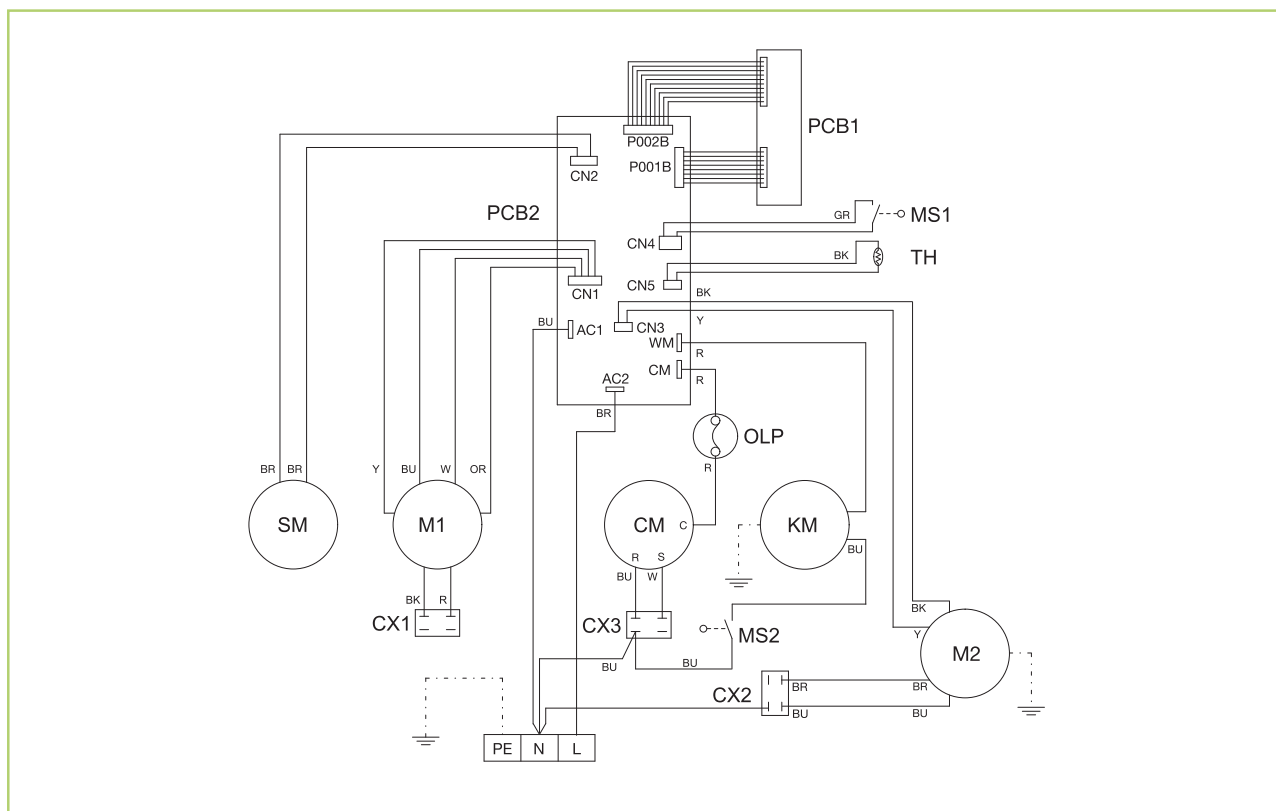 PCB1
P002B
P001B
CN2
PCB2
GR
MS1
CN4
BK
TH
CN5
CN1
BK
BU
AC1
CN3
Y
WM
R
CM
R
AC2
BR
OLP
R
BR
BR
Y
BU
W
OR
SM
M1
CM
C
KM
R
S
BU
W
BU
BK
R
CX1
CX3
MS2
BK
Y
M2
BU
BU
CX2
BR
BR
BU
BU
PE
N
L